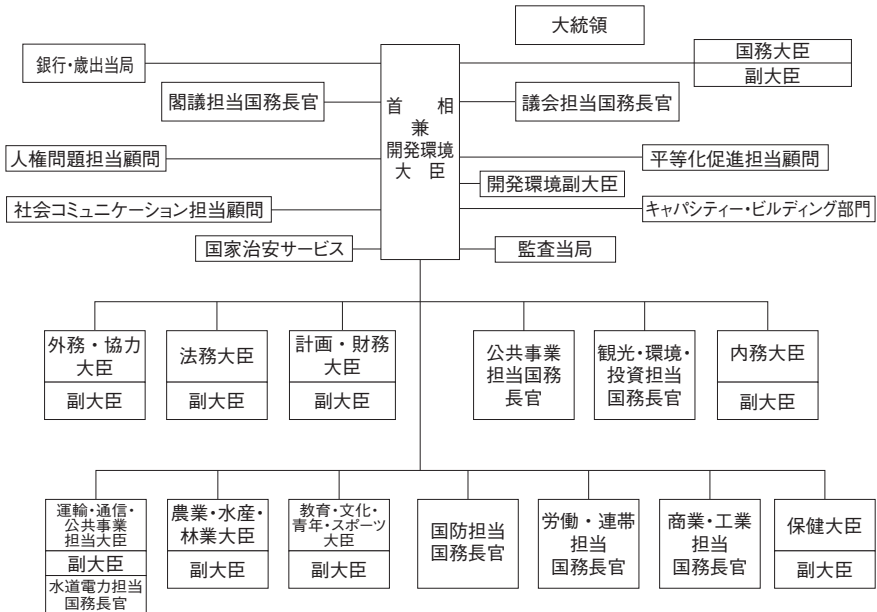 大統領
銀行・歳出当局
国務大臣
副大臣
閣議担当国務長官
首　相
兼
開発環境
大　臣
議会担当国務長官
人権問題担当顧問
平等化促進担当顧問
開発環境副大臣
社会コミュニケーション担当顧問
キャパシティー・ビルディング部門
国家治安サービス
監査当局
外務・協力
大臣
副大臣
法務大臣
副大臣
計画・財務
大臣
副大臣
公共事業
担当国務
長官
観光・環境・
投資担当
国務長官
内務大臣
副大臣
運輸・通信・
公共事業
担当大臣
副大臣
水道電力担当
国務長官
農業・水産・
林業大臣
副大臣
教育・文化・
青年・スポーツ
大臣
副大臣
国防担当
国務長官
労働・連帯
担当
国務長官
商業・工業
担当
国務長官
保健大臣
副大臣